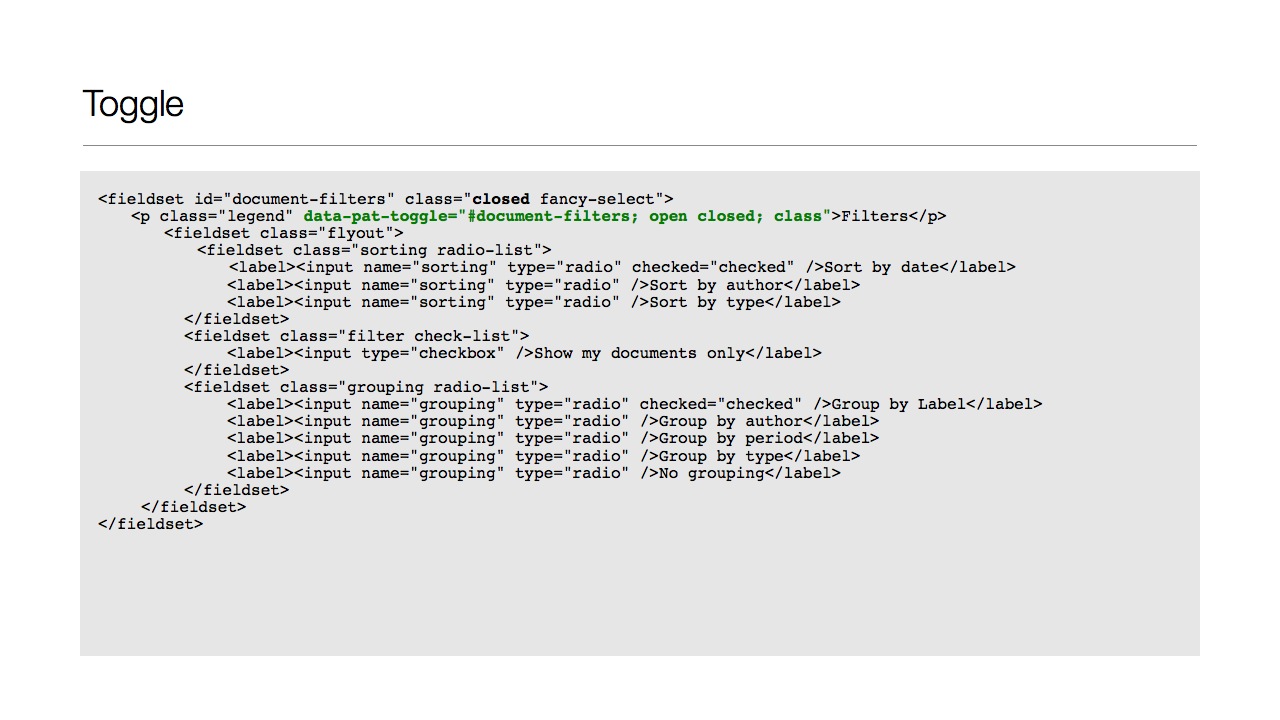 Toggle
<fieldset id="document-filters" class="closed fancy-select">
<p class="legend" data-pat-toggle="#document-filters; open closed; class">Filters</p>
<fieldset class="flyout">
<fieldset class="sorting radio-list">
<label><input name="sorting" type="radio" checked="checked" />Sort by date</label>
<label><input name="sorting" type="radio" />Sort by author</label>
<label><input name="sorting" type="radio" />Sort by type</label>
</fieldset>
<fieldset class="filter check-list">
<label><input type="checkbox" />Show my documents only</label>
</fieldset>
<fieldset class="grouping radio-list">
<label><input name="grouping" type="radio" checked="checked" />Group by Label</label>
<label><input name="grouping" type="radio" />Group by author</label>
<label><input name="grouping" type="radio" />Group by period</label>
<label><input name="grouping" type="radio" />Group by type</label>
<label><input name="grouping" type="radio" />No grouping</label>
</fieldset>
</fieldset>
</fieldset>